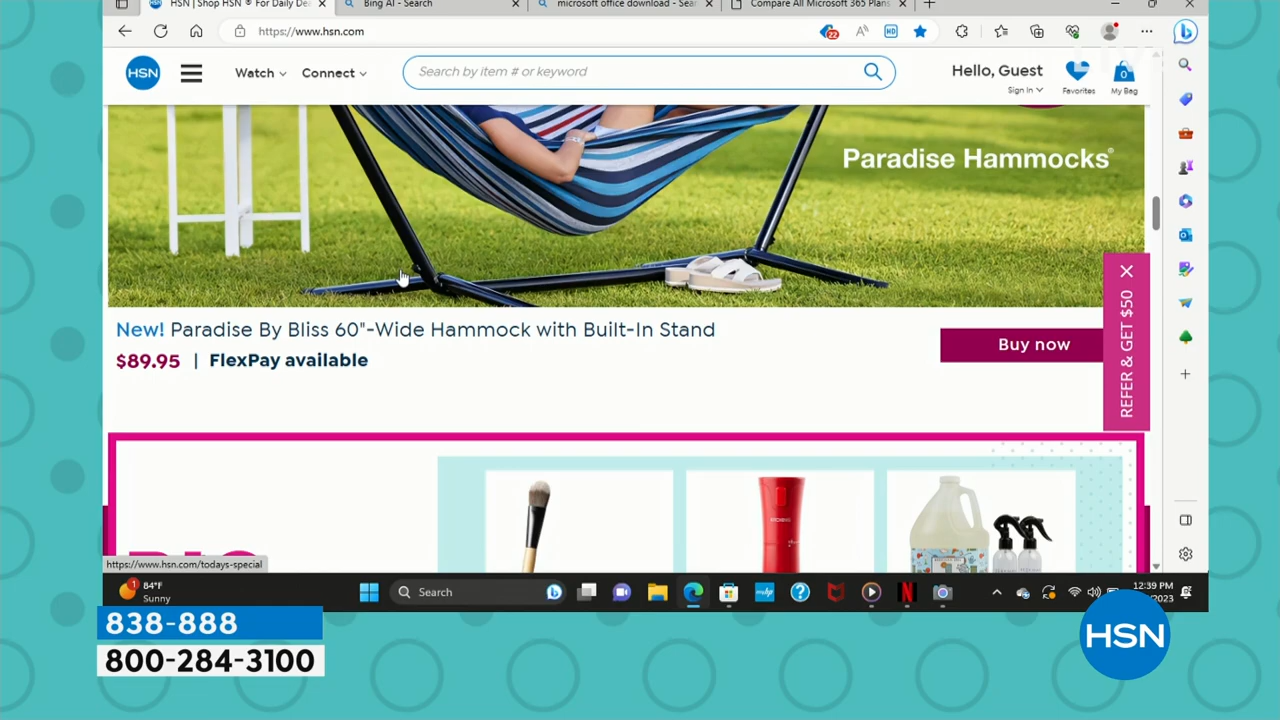 HSN | Shop HSN ® For Daily De
Bing AI - Search
microsoft office download - Sear
Compare All Microsoft 365 Plans
https://www.hsn.com
22
HD
HSN
Watch
Connect
Search by item # or keyword
Hello, Guest
Sign In
Favorites
0
My Bag
Paradise Hammocks®
REFER & GET $50
New! Paradise By Bliss 60"-Wide Hammock with Built-In Stand
$89.95 | FlexPay available
Buy now
https://www.hsn.com/todays-special
1
84°F
Sunny
Search
12:39 PM
2023
838-888
800-284-3100
HSN